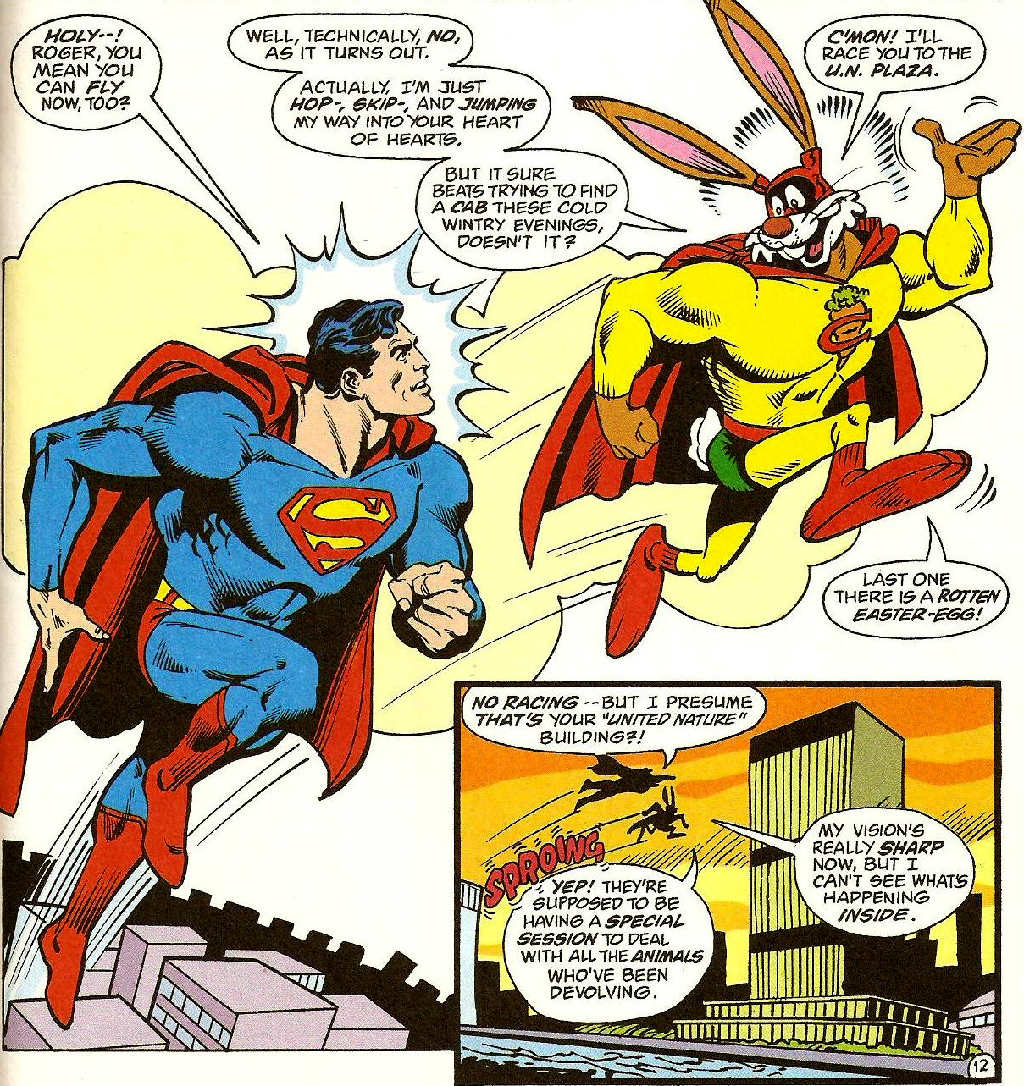 HOLY--!
ROGER, YOU
MEAN YOU
CAN FLY
NOW, TOO?
WELL, TECHNICALLY, NO,
AS IT TURNS OUT.
ACTUALLY, I'M JUST
HOP-, SKIP-, AND JUMPING
MY WAY INTO YOUR HEART
OF HEARTS.
BUT IT SURE
BEATS TRYING TO FIND
A CAB THESE COLD
WINTRY EVENINGS,
DOESN'T IT?
C'MON! I'LL
RACE YOU TO THE
U.N. PLAZA.
S
C
LAST ONE
THERE IS A ROTTEN
EASTER-EGG!
NO RACING--BUT I PRESUME
THAT'S YOUR "UNITED NATURE"
BUILDING?!
SPROING
YEP! THEY'RE
SUPPOSED TO BE
HAVING A SPECIAL
SESSION TO DEAL
WITH ALL THE ANIMALS
WHO'VE BEEN
DEVOLVING.
MY VISION'S
REALLY SHARP
NOW, BUT I
CAN'T SEE WHAT'S
HAPPENING
INSIDE.
12